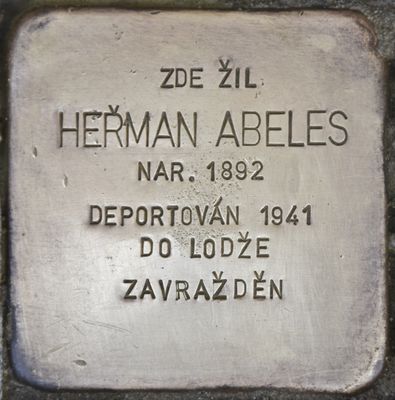 ZDE ŽIL
HEŘMAN ABELES
NAR. 1892
DEPORTOVÁN 1941
DO LODŽE
ZAVRAŽDĚN